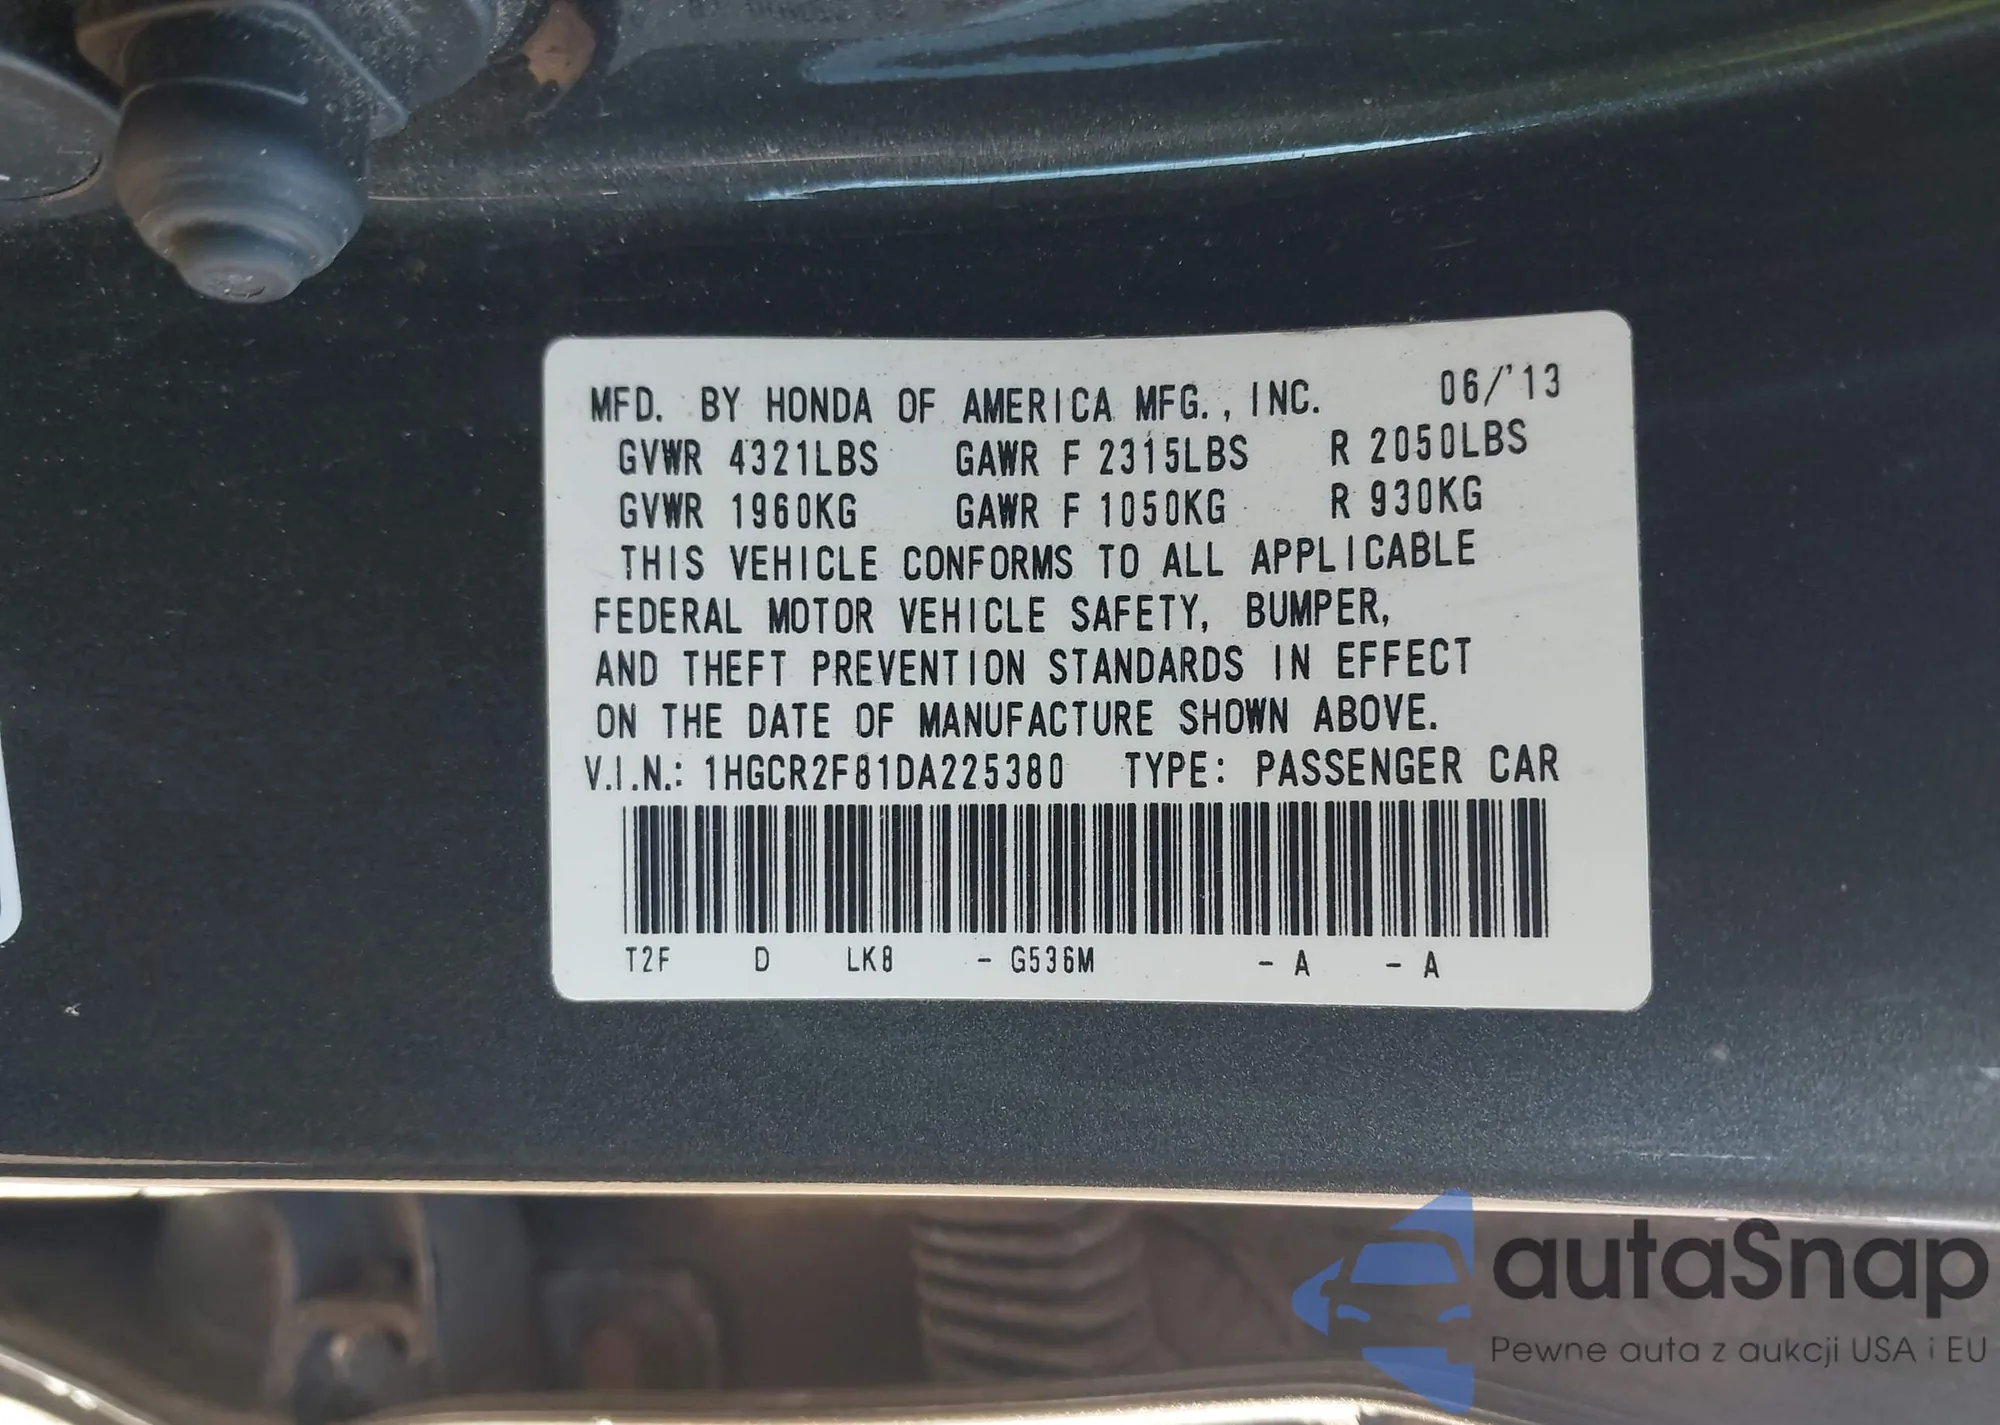 MFD. BY HONDA OF AMERICA MFG., INC. 06/'13
GVWR 4321LBS GAWR F 2315LBS R 2050LBS
GVWR 1960KG GAWR F 1050KG R 930KG
THIS VEHICLE CONFORMS TO ALL APPLICABLE
FEDERAL MOTOR VEHICLE SAFETY, BUMPER,
AND THEFT PREVENTION STANDARDS IN EFFECT
ON THE DATE OF MANUFACTURE SHOWN ABOVE.
V.I.N.: 1HGCR2F81DA225380 TYPE: PASSENGER CAR
T2F D LK8 - G536M - A - A
autaSnap
Pewne auta z aukcji USA i EU